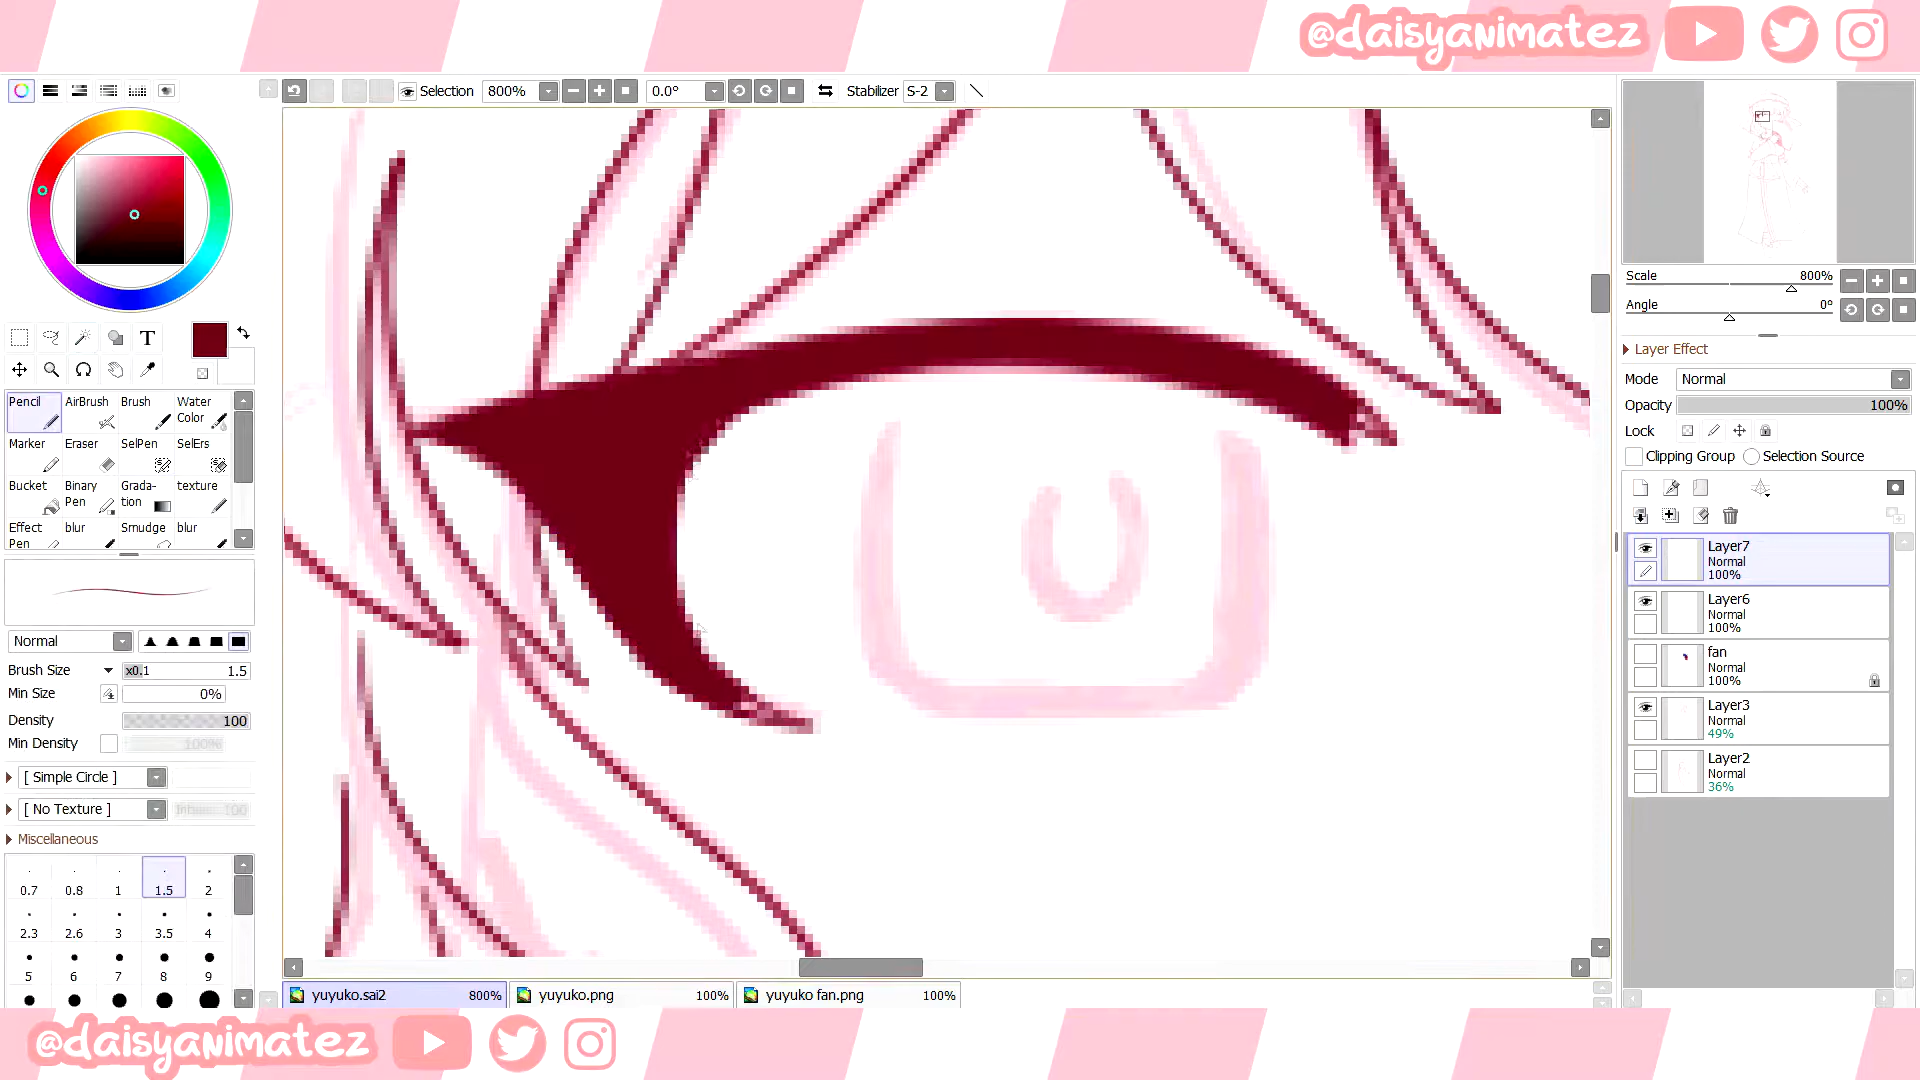 @daisyanimatez
Selection 800% 0.0° Stabilizer S-2
T
Pencil AirBrush Brush Water Color
Marker Eraser SelPen SelErs
Bucket Binary Pen Grada-tion texture
Effect Pen blur Smudge blur
Normal
Brush Size x0.1 1.5
Min Size 0%
Density 100
Min Density 100%
[ Simple Circle ]
[ No Texture ]
Miscellaneous
0.7 0.8 1 1.5 2
2.3 2.6 3 3.5 4
5 6 7 8 9
Scale 800%
Angle 0°
Layer Effect
Mode Normal
Opacity 100%
Lock
Clipping Group Selection Source
Layer7
Normal
100%
Layer6
Normal
100%
fan
Normal
100%
Layer3
Normal
49%
Layer2
Normal
36%
yuyuko.sai2 800% yuyuko.png 100% yuyuko fan.png 100%
@daisyanimatez